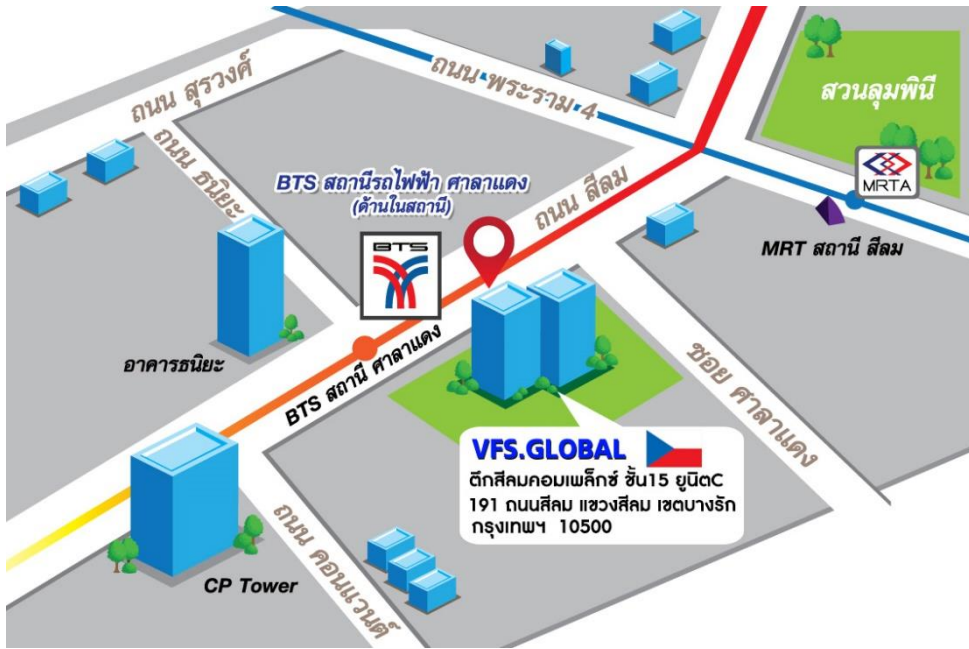 ถนน สุรวงศ์
ถนน พระราม 4
สวนลุมพินี
ถนน ธนิยะ
BTS สถานีรถไฟฟ้า ศาลาแดง
(ด้านในสถานี)
ถนน สีลม
MRTA
BTS
MRT สถานี สีลม
อาคารธนิยะ
BTS สถานี ศาลาแดง
ซอย ศาลาแดง
VFS.GLOBAL
ตึกสีลมคอมเพล็กซ์ ชั้น15 ยูนิตC
191 ถนนสีลม แขวงสีลม เขตบางรัก
กรุงเทพฯ 10500
CP Tower
ถนน คอนแวนต์